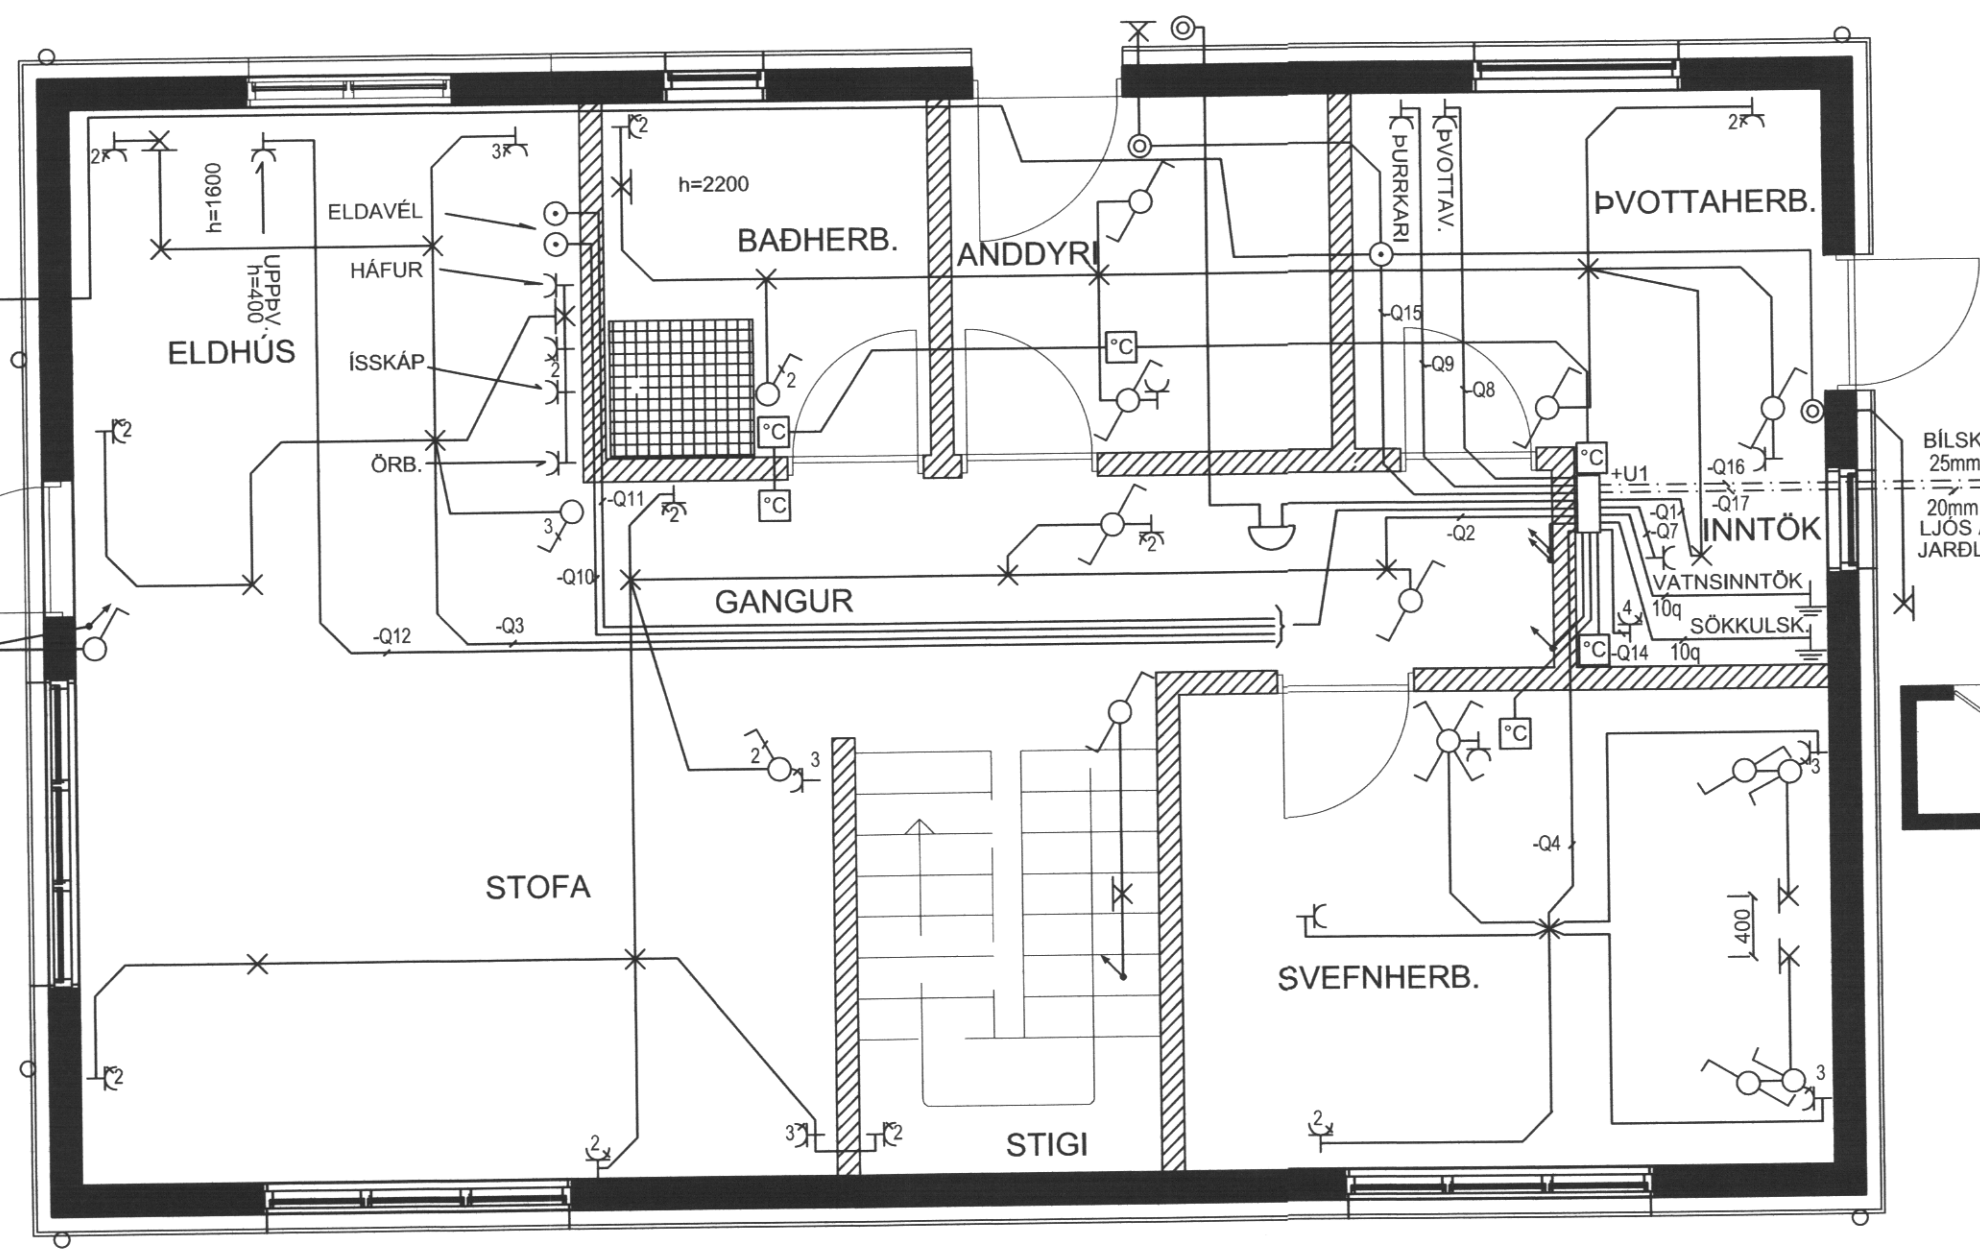 2
3
2
h=2200
2
h=1600
ELDAVÉL
HÁFUR
UPPÞV.
h=400
ELDHÚS
ÍSSKÁP
2
ÖRB.
2
3
BAÐHERB.
2
°C
°C
ANDDYRI
°C
ÞURRKARI
ÞVOTTAV.
ÞVOTTAHERB.
-Q15
-Q9
-Q8
°C
+U1
-Q16
-Q17
-Q1
-Q7
INNTÖK
BÍLSK
25mm
20mm
LJÓS
JARÐL
VATNSINNTÖK
10q
4
SÖKKULSK.
10q
°C
-Q14
-Q11
2
-Q10
-Q2
2
GANGUR
-Q12
-Q3
2
3
°C
3
-Q4
STOFA
400
SVEFNHERB.
2
3
2
3
2
2
STIGI